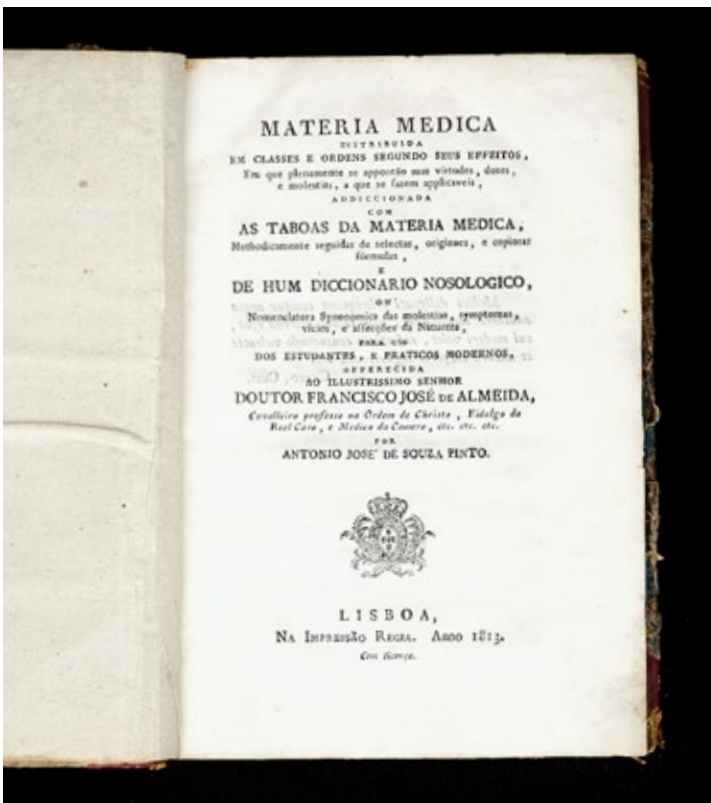 MATERIA MEDICA
DISTRIBUIDA
EM CLASSES E ORDENS SEGUNDO SEUS EFFEITOS,
Em que plenamente se apontão suas virtudes, doses,
e molestias, a que se fazem applicaveis,
ADDICCIONADA
COM
AS TABOAS DA MATERIA MEDICA,
Methodicamente seguidas de selectas, originaes, e copiosas
fórmulas,
E
DE HUM DICCIONARIO NOSOLOGICO,
OU
Nomenclatura Synonomica das molestias, symptomas,
vicios, e affecções da Natureza,
PARA USO
DOS ESTUDANTES, E PRATICOS MODERNOS,
OFFERECIDA
AO ILLUSTRISSIMO SENHOR
DOUTOR FRANCISCO JOSÉ DE ALMEIDA,
Cavalleiro professo na Ordem de Christo, Fidalgo da
Real Casa, e Medico da Camera, etc. etc. etc.
POR
ANTONIO JOSE' DE SOUZA PINTO.
LISBOA,
NA IMPRESSÃO REGIA. Anno 1813.
Com licença.